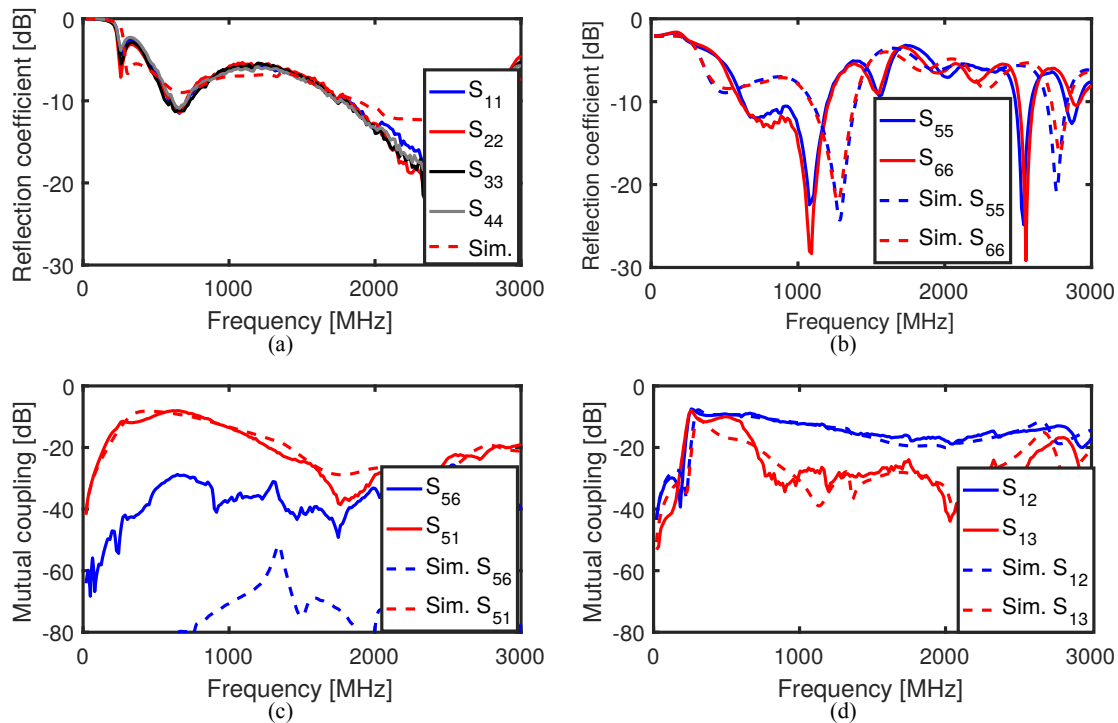 Reflection coefficient [dB]
0
-10
-20
-30
0 1000 2000 3000
Frequency [MHz]
S11
S22
S33
S44
Sim.
(a)
Reflection coefficient [dB]
0
-10
-20
-30
0 1000 2000 3000
Frequency [MHz]
S55
S66
Sim. S55
Sim. S66
(b)
Mutual coupling [dB]
0
-20
-40
-60
-80
0 1000 2000 3000
Frequency [MHz]
S56
S51
Sim. S56
Sim. S51
(c)
Mutual coupling [dB]
0
-20
-40
-60
-80
0 1000 2000 3000
Frequency [MHz]
S12
S13
Sim. S12
Sim. S13
(d)